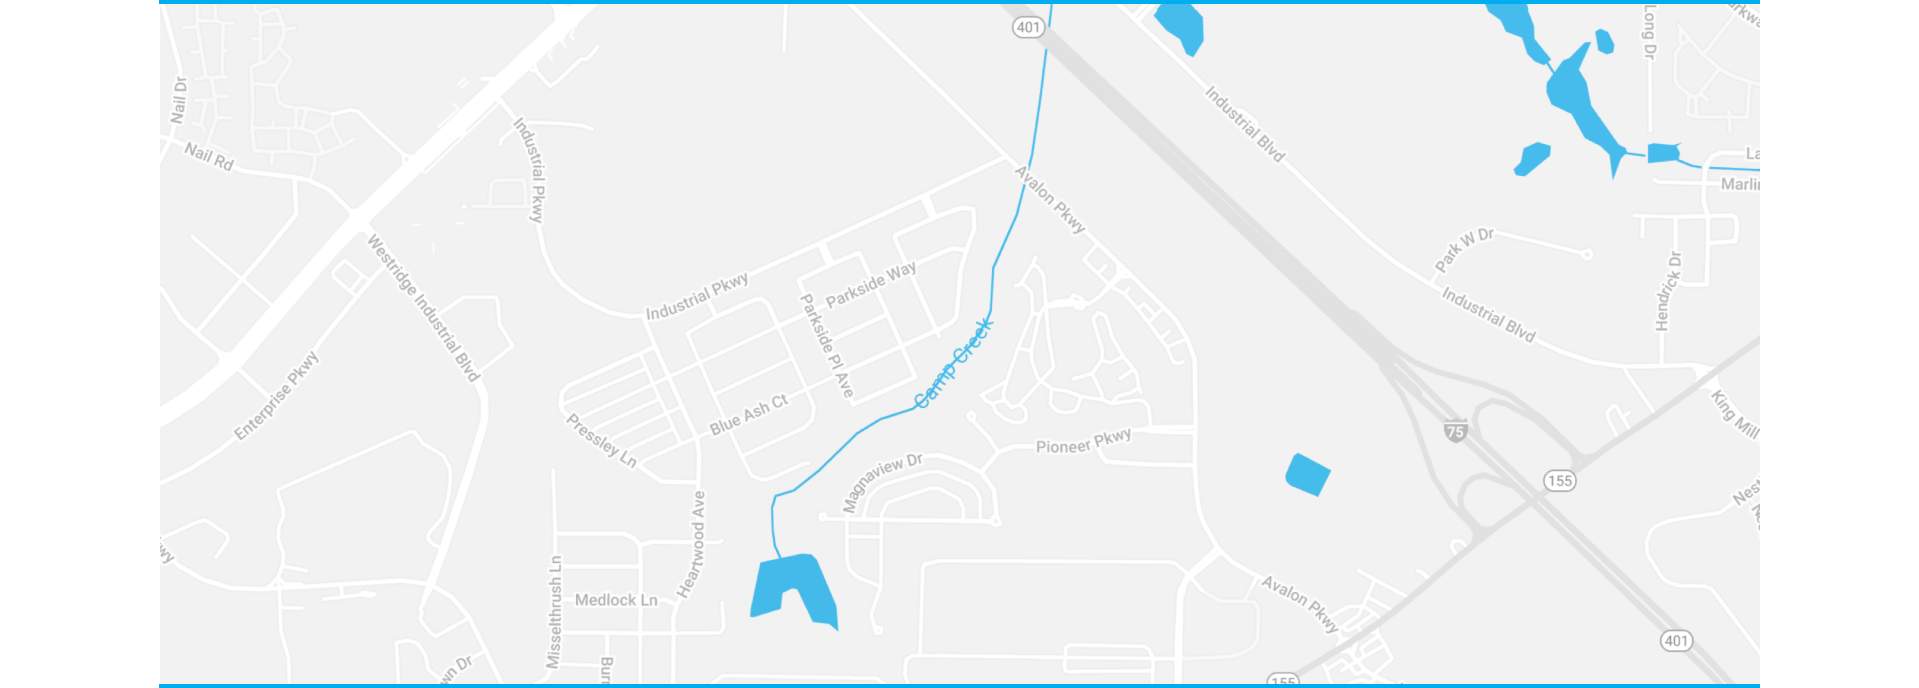 401
Long Dr
Nail Dr
Industrial Blvd
Industrial Pkwy
Nail Rd
Avalon Pkwy
Park W Dr
Westridge Industrial Blvd
Parkside Way
Hendrick Dr
Industrial Pkwy
Industrial Blvd
Parkside Pl Ave
Camp Creek
Enterprise Pkwy
Blue Ash Ct
King Mill
Pressley Ln
Pioneer Pkwy
75
Magnaview Dr
155
Heartwood Ave
Misselthrush Ln
Medlock Ln
Avalon Pkwy
401
155